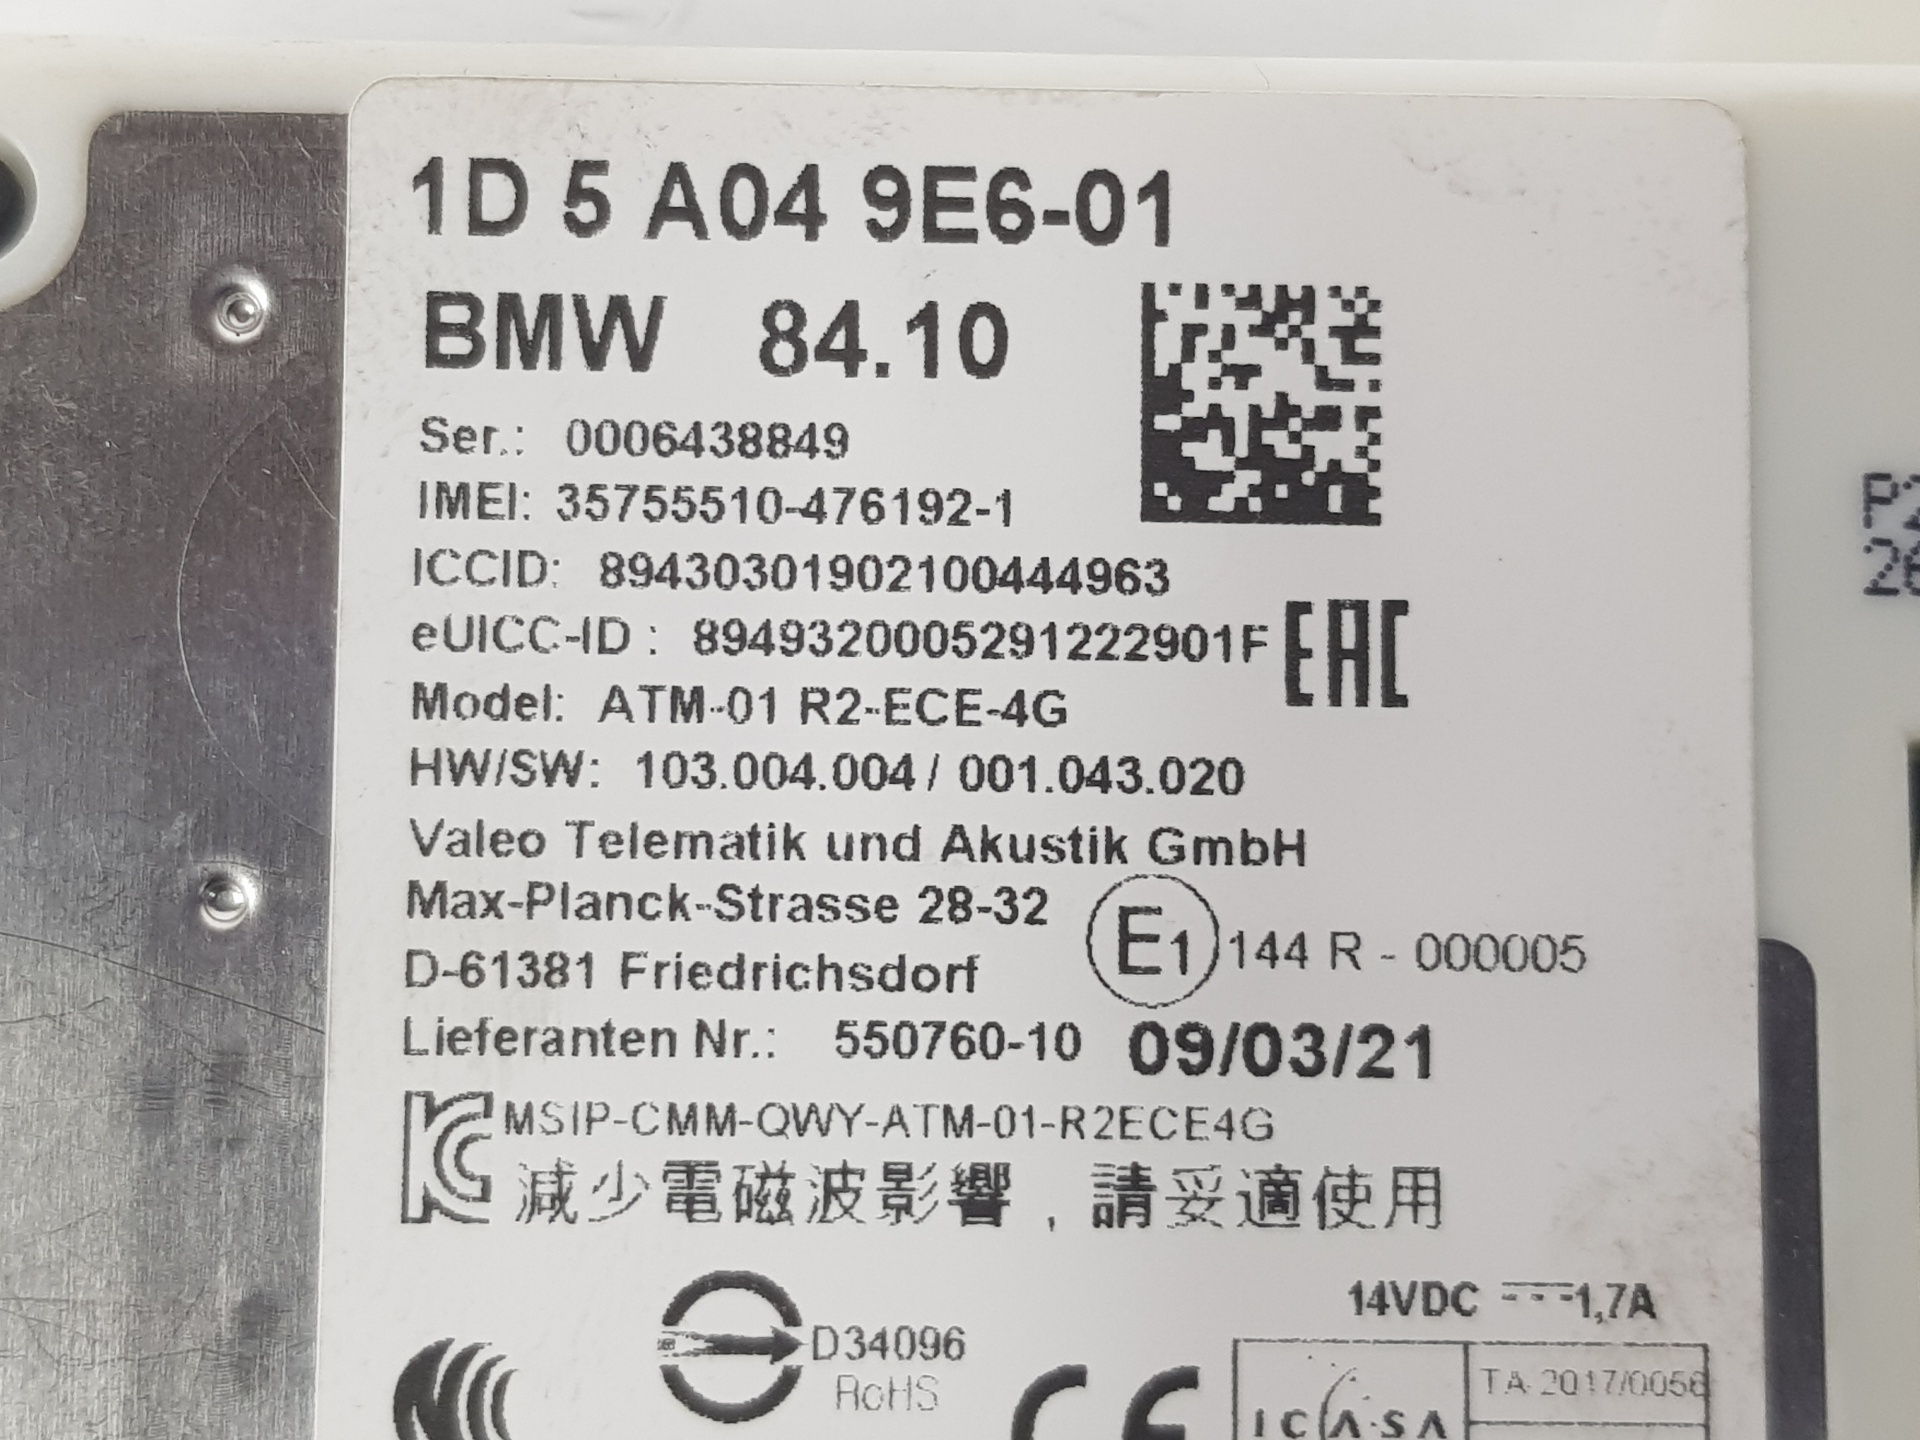 1D 5 A04 9E6-01
BMW 84.10
Ser.: 0006438849
IMEI: 35755510-476192-1
ICCID: 89430301902100444963
eUICC-ID : 8949320005291222901F
EAC
Model: ATM-01 R2-ECE-4G
HW/SW: 103.004.004 / 001.043.020
Valeo Telematik und Akustik GmbH
Max-Planck-Strasse 28-32
E1 144 R - 000005
D-61381 Friedrichsdorf
Lieferanten Nr.: 550760-10 09/03/21
KC MSIP-CMM-QWY-ATM-01-R2ECE4G
減少電磁波影響，請妥適使用
14VDC 1,7A
D34096
RoHS
CE
ICASA
TA-2017/0056